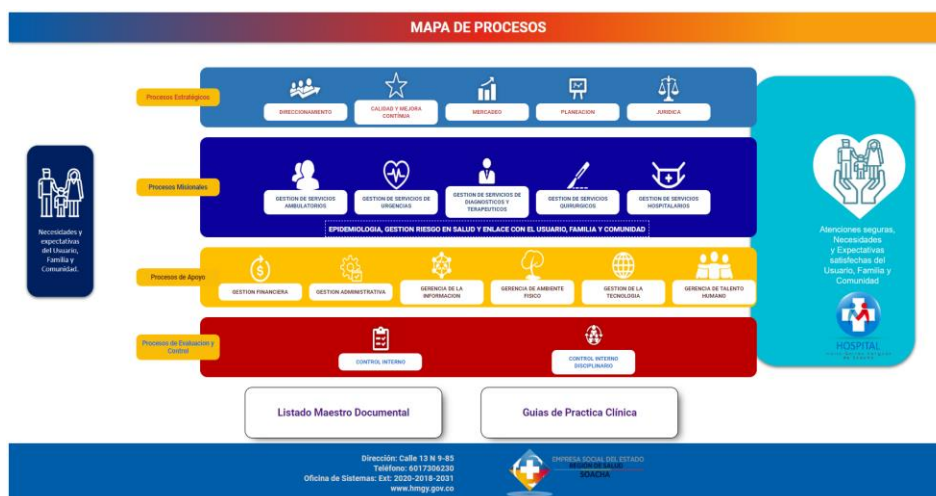 MAPA DE PROCESOS
Procesos Estratégicos
DIRECCIONAMIENTO
CALIDAD Y MEJORA
CONTÍNUA
MERCADEO
PLANEACION
JURIDICA
Necesidades y
expectativas
del Usuario,
Familia y
Comunidad.
Procesos Misionales
GESTION DE SERVICIOS
AMBULATORIOS
GESTION DE SERVICIOS DE
URGENCIAS
GESTION DE SERVICIOS DE
DIAGNOSTICOS Y
TERAPEUTICOS
GESTION DE SERVICIOS
QUIRURGICOS
GESTION DE SERVICIOS
HOSPITALARIOS
EPIDEMIOLOGIA, GESTION RIESGO EN SALUD Y ENLACE CON EL USUARIO, FAMILIA Y COMUNIDAD
Procesos de Apoyo
GESTION FINANCIERA
GESTION ADMINISTRATIVA
GERENCIA DE LA
INFORMACION
GERENCIA DE AMBIENTE
FISICO
GESTION DE LA
TECNOLOGIA
GERENCIA DE TALENTO
HUMANO
Procesos de Evaluacion y
Control
CONTROL INTERNO
CONTROL INTERNO
DISCIPLINARIO
Atenciones seguras,
Necesidades
y Expectativas
satisfechas del
Usuario, Familia y
Comunidad
HOSPITAL
Listado Maestro Documental
Guias de Practica Clínica
Dirección: Calle 13 N 9-85
Teléfono: 6017306230
Oficina de Sistemas: Ext: 2020-2018-2031
www.hmgy.gov.co
EMPRESA SOCIAL DEL ESTADO
REGION DE SALUD
SOACHA